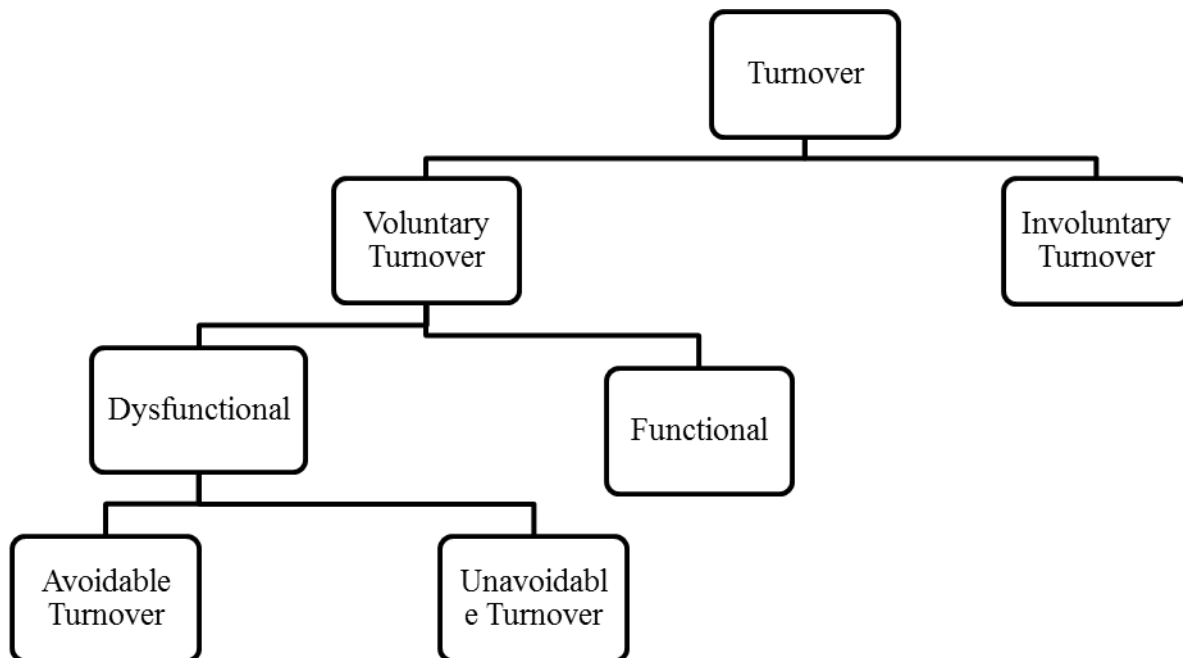 Turnover
Voluntary
Turnover
Involuntary
Turnover
Dysfunctional
Functional
Avoidable
Turnover
Unavoidabl
e Turnover